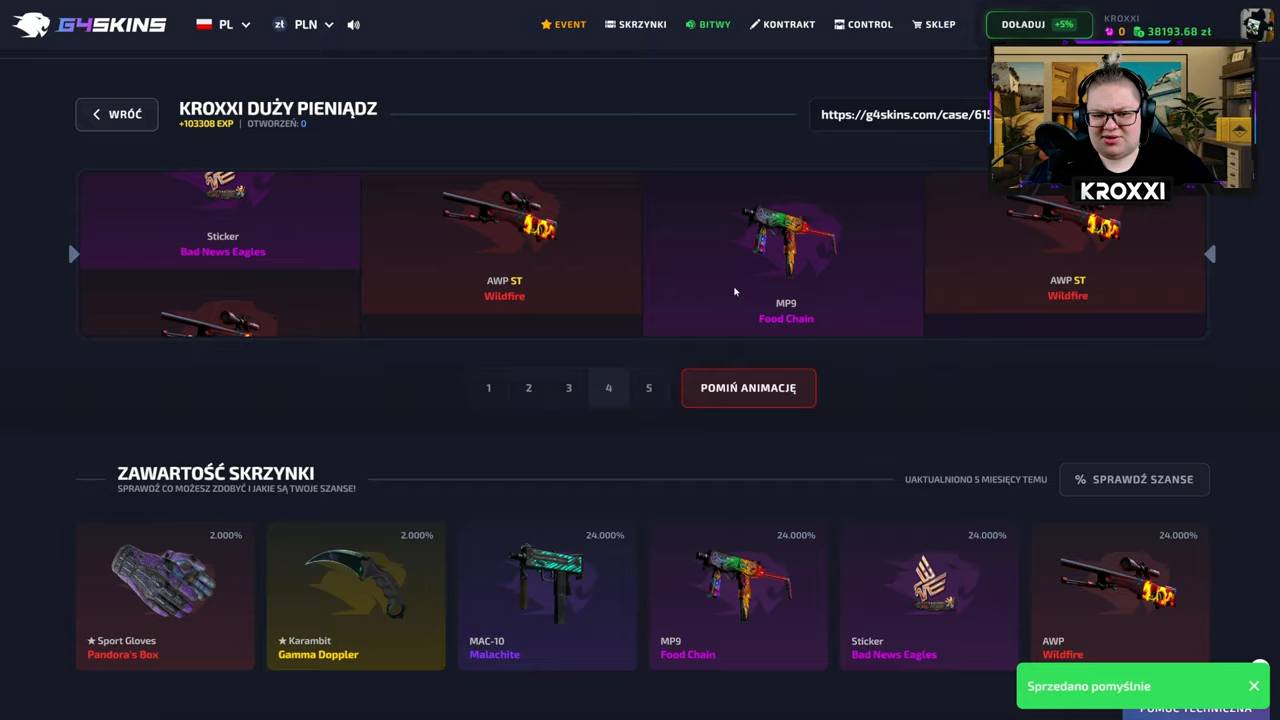 G4SKINS
PL
zł PLN
EVENT
SKRZYNKI
BITWY
KONTRAKT
CONTROL
SKLEP
DOŁADUJ +5%
KROXXI
0 38193.68 zł
WRÓĆ
KROXXI DUŻY PIENIĄDZ
+103308 EXP | OTWORZEŃ: 0
https://g4skins.com/case/615
KROXXI
Sticker
Bad News Eagles
AWP ST
Wildfire
MP9
Food Chain
AWP ST
Wildfire
1 2 3 4 5
POMIŃ ANIMACJĘ
ZAWARTOŚĆ SKRZYNKI
SPRAWDŹ CO MOŻESZ ZDOBYĆ I JAKIE SĄ TWOJE SZANSE!
UAKTUALNIONO 5 MIESIĘCY TEMU
% SPRAWDŹ SZANSE
2.000%
★ Sport Gloves
Pandora's Box
2.000%
★ Karambit
Gamma Doppler
24.000%
MAC-10
Malachite
24.000%
MP9
Food Chain
24.000%
Sticker
Bad News Eagles
24.000%
AWP
Wildfire
Sprzedano pomyślnie
POMOC TECHNICZNA